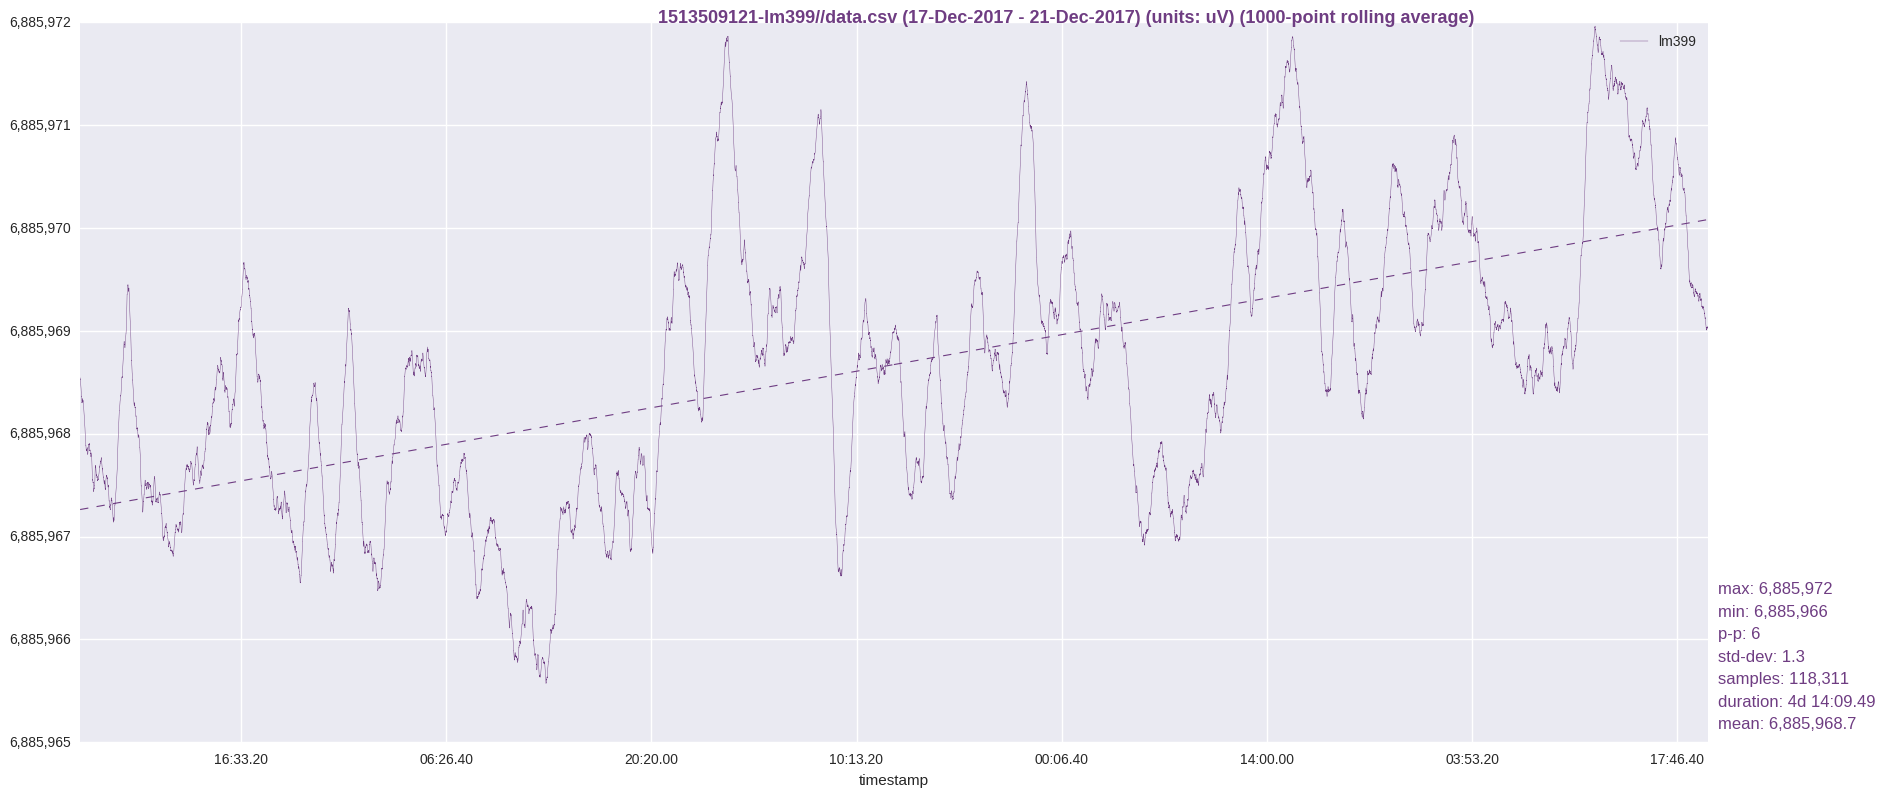 1513509121-lm399//data.csv (17-Dec-2017 - 21-Dec-2017) (units: uV) (1000-point rolling average)
lm399
6,885,972
6,885,971
6,885,970
6,885,969
6,885,968
6,885,967
6,885,966
6,885,965
max: 6,885,972
min: 6,885,966
p-p: 6
std-dev: 1.3
samples: 118,311
duration: 4d 14:09.49
mean: 6,885,968.7
16:33.20 06:26.40 20:20.00 10:13.20 00:06.40 14:00.00 03:53.20 17:46.40
timestamp